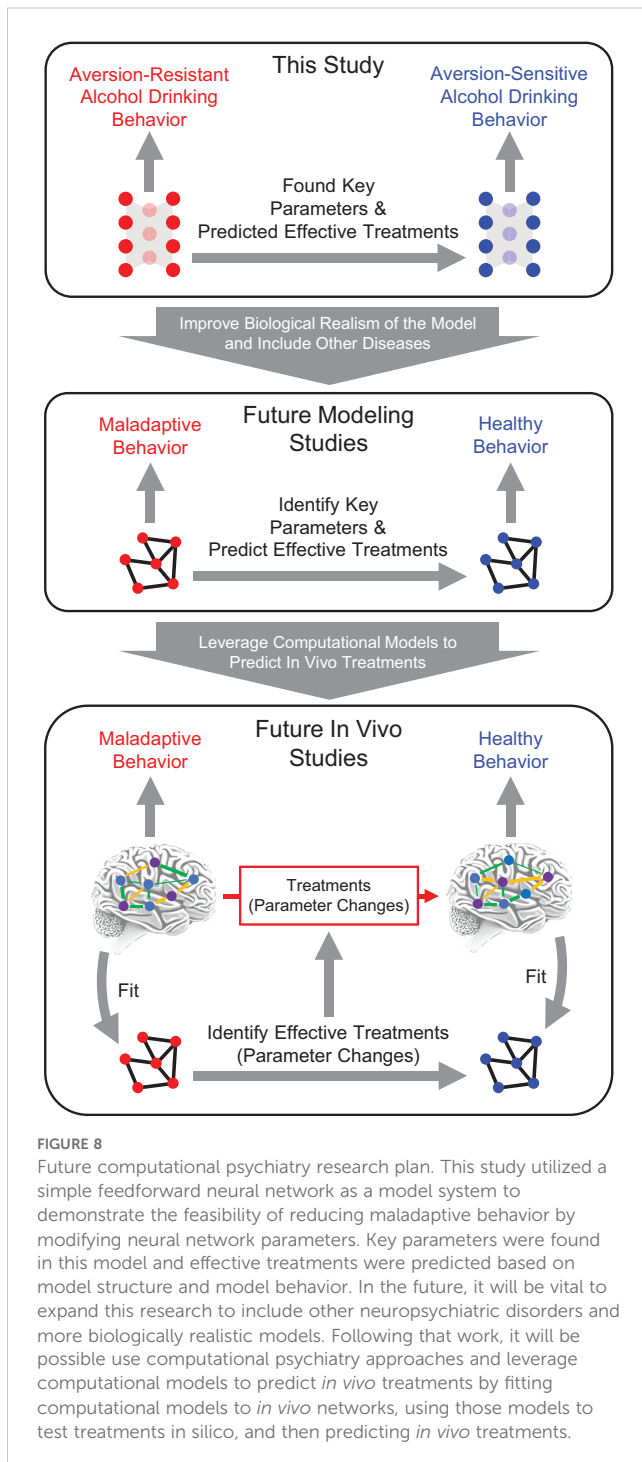 This Study
Aversion-Resistant
Alcohol Drinking
Behavior
Aversion-Sensitive
Alcohol Drinking
Behavior
Found Key
Parameters &
Predicted Effective Treatments
Improve Biological Realism of the Model
and Include Other Diseases
Maladaptive
Behavior
Future Modeling
Studies
Healthy
Behavior
Identify Key
Parameters &
Predict Effective Treatments
Leverage Computational Models to
Predict In Vivo Treatments
Maladaptive
Behavior
Future In Vivo
Studies
Healthy
Behavior
Treatments
(Parameter Changes)
Fit
Fit
Identify Effective Treatments
(Parameter Changes)
FIGURE 8
Future computational psychiatry research plan. This study utilized a
simple feedforward neural network as a model system to
demonstrate the feasibility of reducing maladaptive behavior by
modifying neural network parameters. Key parameters were found
in this model and effective treatments were predicted based on
model structure and model behavior. In the future, it will be vital to
expand this research to include other neuropsychiatric disorders and
more biologically realistic models. Following that work, it will be
possible use computational psychiatry approaches and leverage
computational models to predict in vivo treatments by fitting
computational models to in vivo networks, using those models to
test treatments in silico, and then predicting in vivo treatments.